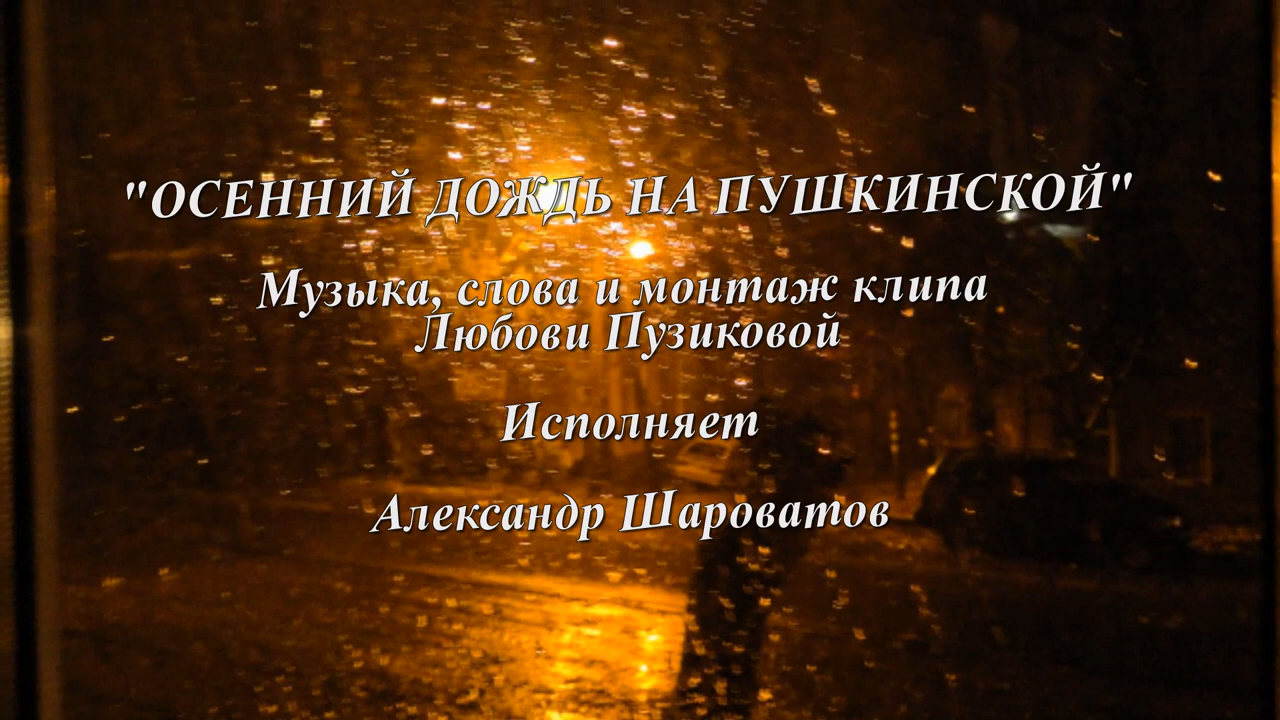 "ОСЕННИЙ ДОЖДЬ НА ПУШКИНСКОЙ"
Музыка, слова и монтаж клипа
Любови Пузиковой
Исполняет
Александр Шароватов